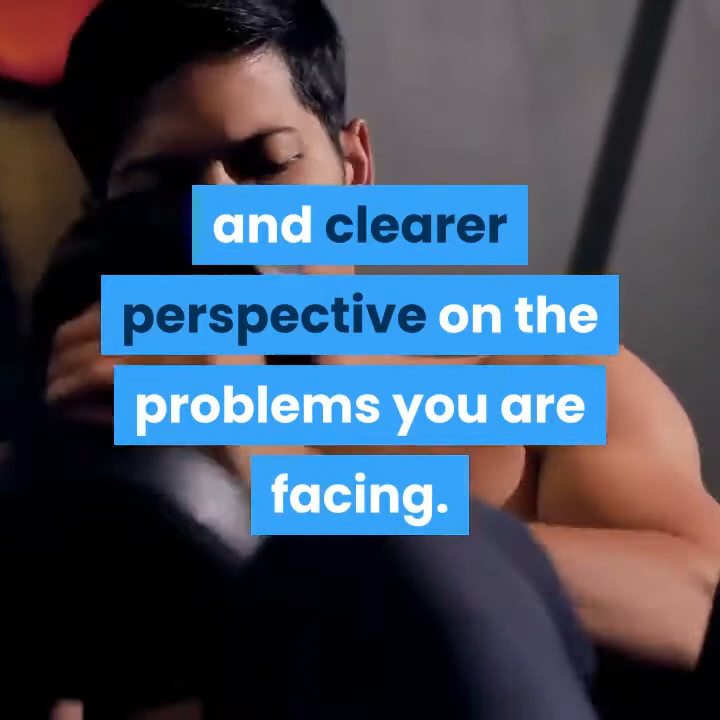 and clearer
perspective on the
problems you are
facing.